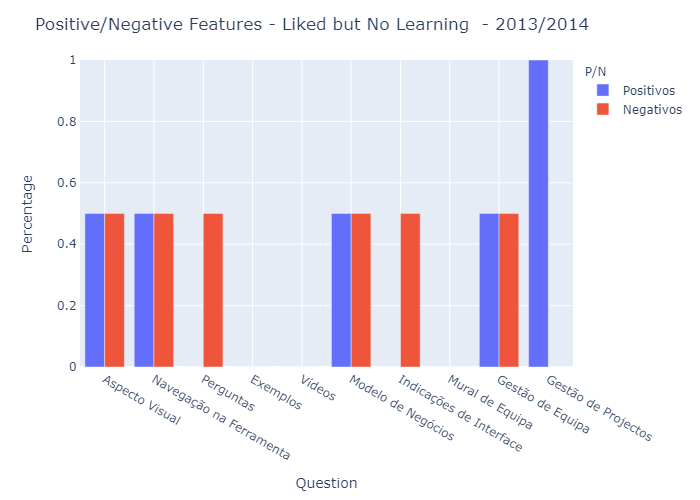 Positive/Negative Features - Liked but No Learning  - 2013/2014
P/N
Positivos
Negativos
Percentage
1
0.8
0.6
0.4
0.2
0
Aspecto Visual
Navegação na Ferramenta
Perguntas
Exemplos
Vídeos
Modelo de Negócios
Indicações de Interface
Mural de Equipa
Gestão de Equipa
Gestão de Projectos
Question